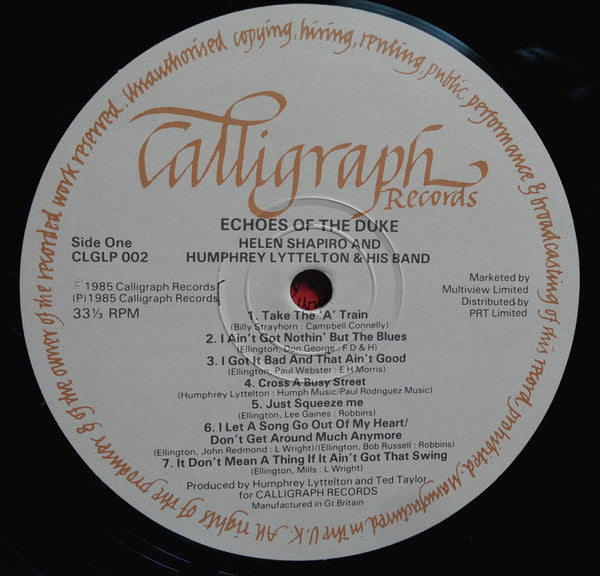 All rights of the producer & of the owner of the recorded work reserved. Unauthorised copying, hiring, renting, public performance & broadcasting of this record prohibited. Manufactured in the U.K.
Calligraph
Records
ECHOES OF THE DUKE
HELEN SHAPIRO AND
HUMPHREY LYTTELTON & HIS BAND
Side One
CLGLP 002
© 1985 Calligraph Records
(P) 1985 Calligraph Records
33⅓ RPM
Marketed by
Multiview Limited
Distributed by
PRT Limited
1. Take The 'A' Train
(Billy Strayhorn : Campbell Connelly)
2. I Ain't Got Nothin' But The Blues
(Ellington, Don George : F D & H)
3. I Got It Bad And That Ain't Good
(Ellington, Paul Webster : E H Morris)
4. Cross A Busy Street
(Humphrey Lyttelton : Humph Music/Paul Rodriguez Music)
5. Just Squeeze me
(Ellington, Lee Gaines : Robbins)
6. I Let A Song Go Out Of My Heart/
Don't Get Around Much Anymore
(Ellington, John Redmond : L Wright)/(Ellington, Bob Russell : Robbins)
7. It Don't Mean A Thing If It Ain't Got That Swing
(Ellington, Mills : L Wright)
Produced by Humphrey Lyttelton and Ted Taylor
for CALLIGRAPH RECORDS
Manufactured in Gt Britain